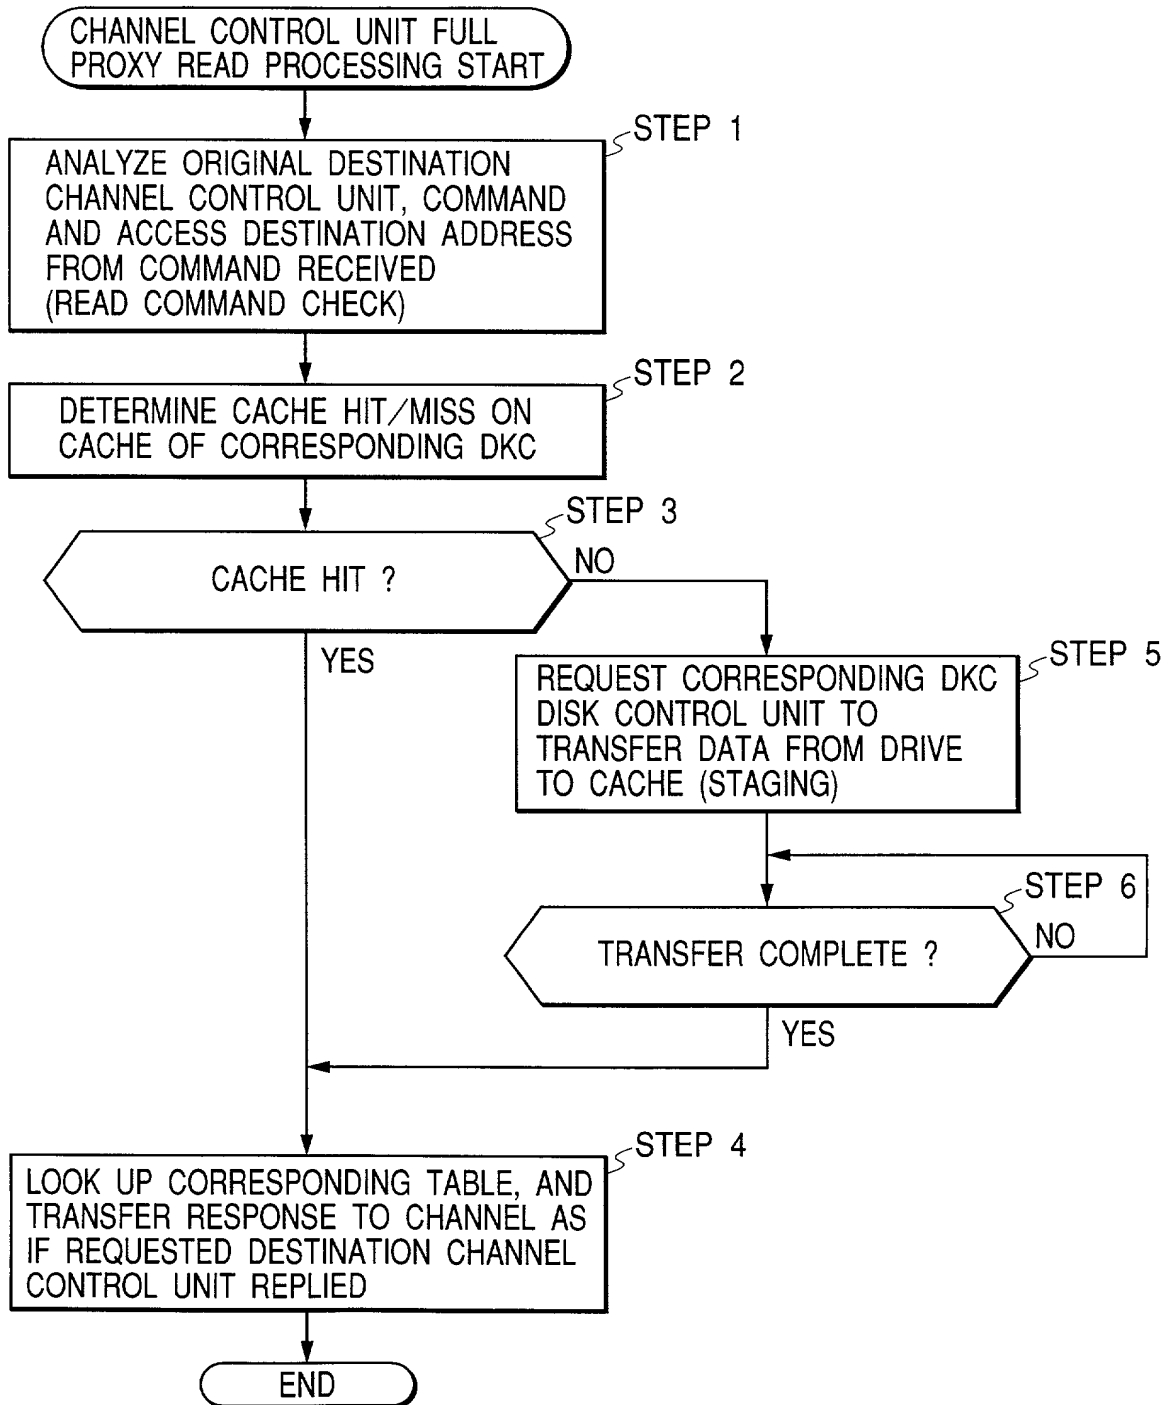 CHANNEL CONTROL UNIT FULL
PROXY READ PROCESSING START
STEP 1
ANALYZE ORIGINAL DESTINATION
CHANNEL CONTROL UNIT, COMMAND
AND ACCESS DESTINATION ADDRESS
FROM COMMAND RECEIVED
(READ COMMAND CHECK)
STEP 2
DETERMINE CACHE HIT/MISS ON
CACHE OF CORRESPONDING DKC
STEP 3
CACHE HIT ?
NO
YES
STEP 5
REQUEST CORRESPONDING DKC
DISK CONTROL UNIT TO
TRANSFER DATA FROM DRIVE
TO CACHE (STAGING)
STEP 6
TRANSFER COMPLETE ?
NO
YES
STEP 4
LOOK UP CORRESPONDING TABLE, AND
TRANSFER RESPONSE TO CHANNEL AS
IF REQUESTED DESTINATION CHANNEL
CONTROL UNIT REPLIED
END